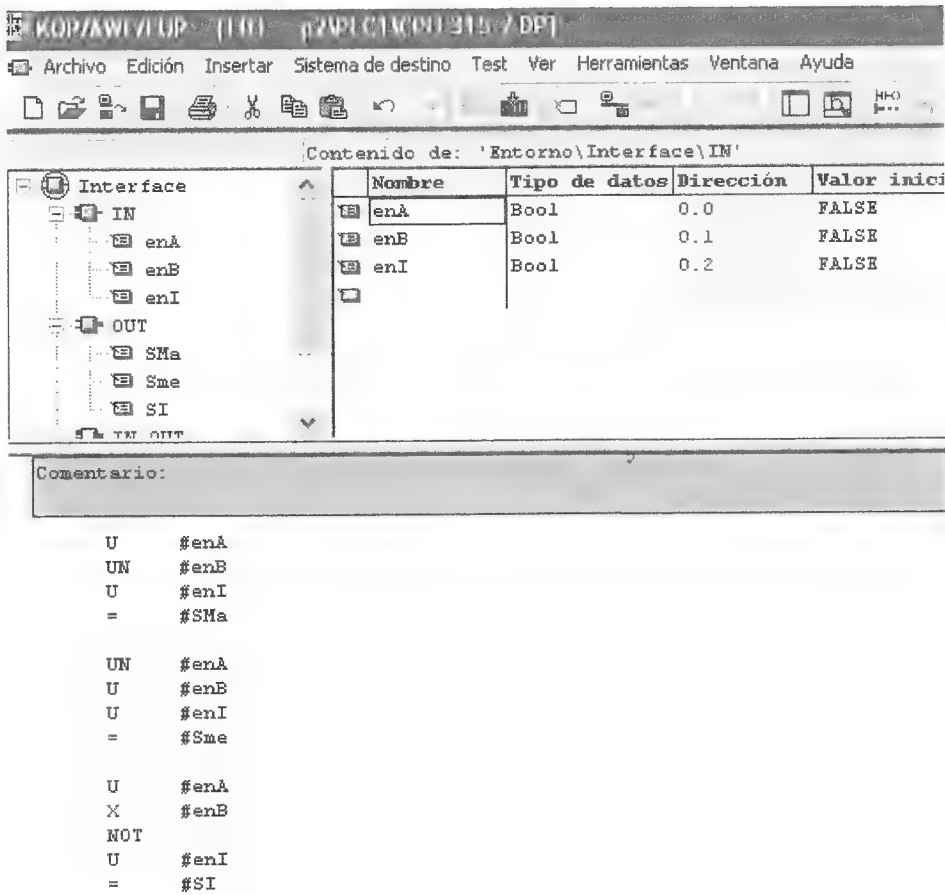 KOP/AWL/FUP
Archivo Edición Insertar Sistema de destino Test Ver Herramientas Ventana Ayuda
Contenido de: 'Entorno\Interface\IN'
Interface
IN
enA
enB
enI
OUT
SMa
Sme
SI
IN_OUT
Nombre Tipo de datos Dirección Valor inici
enA Bool 0.0 FALSE
enB Bool 0.1 FALSE
enI Bool 0.2 FALSE
Comentario:
U #enA
UN #enB
U #enI
= #SMa
UN #enA
U #enB
U #enI
= #Sme
U #enA
X #enB
NOT
U #enI
= #SI